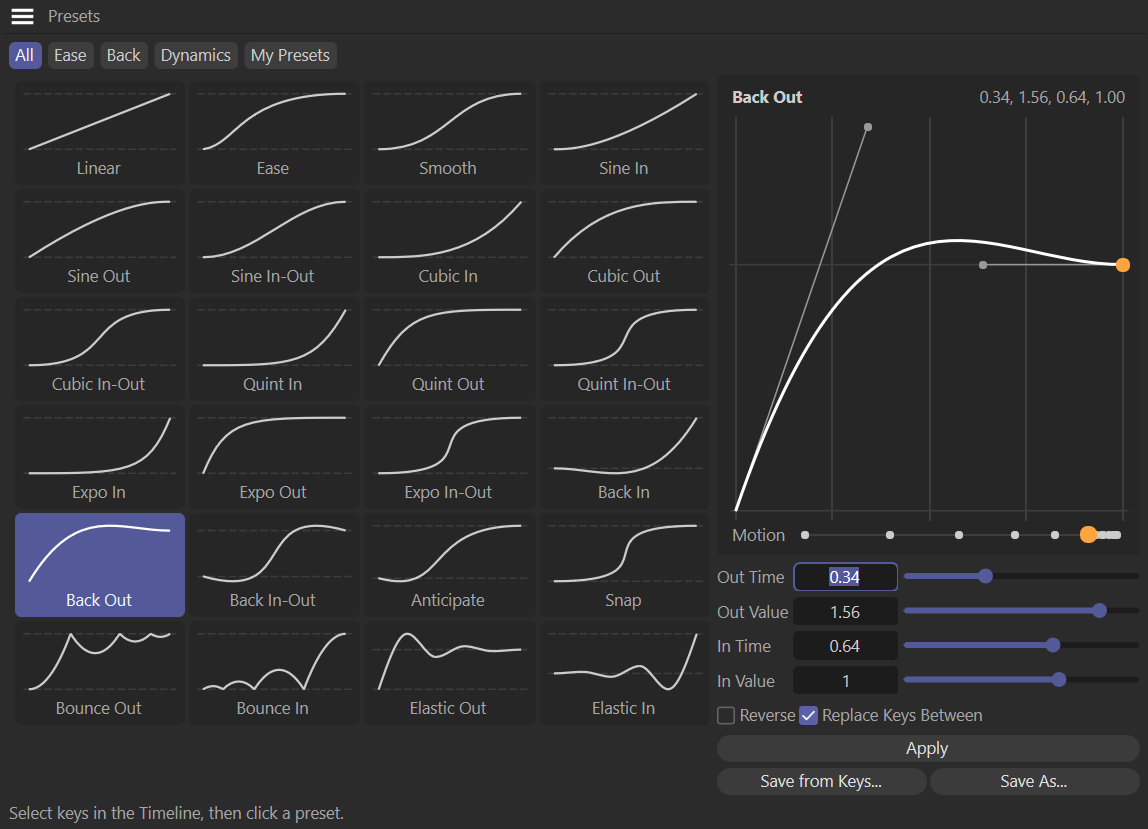 Presets
All Ease Back Dynamics My Presets
Linear Ease Smooth Sine In
Sine Out Sine In-Out Cubic In Cubic Out
Cubic In-Out Quint In Quint Out Quint In-Out
Expo In Expo Out Expo In-Out Back In
Back Out Back In-Out Anticipate Snap
Bounce Out Bounce In Elastic Out Elastic In
Back Out 0.34, 1.56, 0.64, 1.00
Motion
Out Time 0.34
Out Value 1.56
In Time 0.64
In Value 1
Reverse Replace Keys Between
Apply
Save from Keys... Save As...
Select keys in the Timeline, then click a preset.